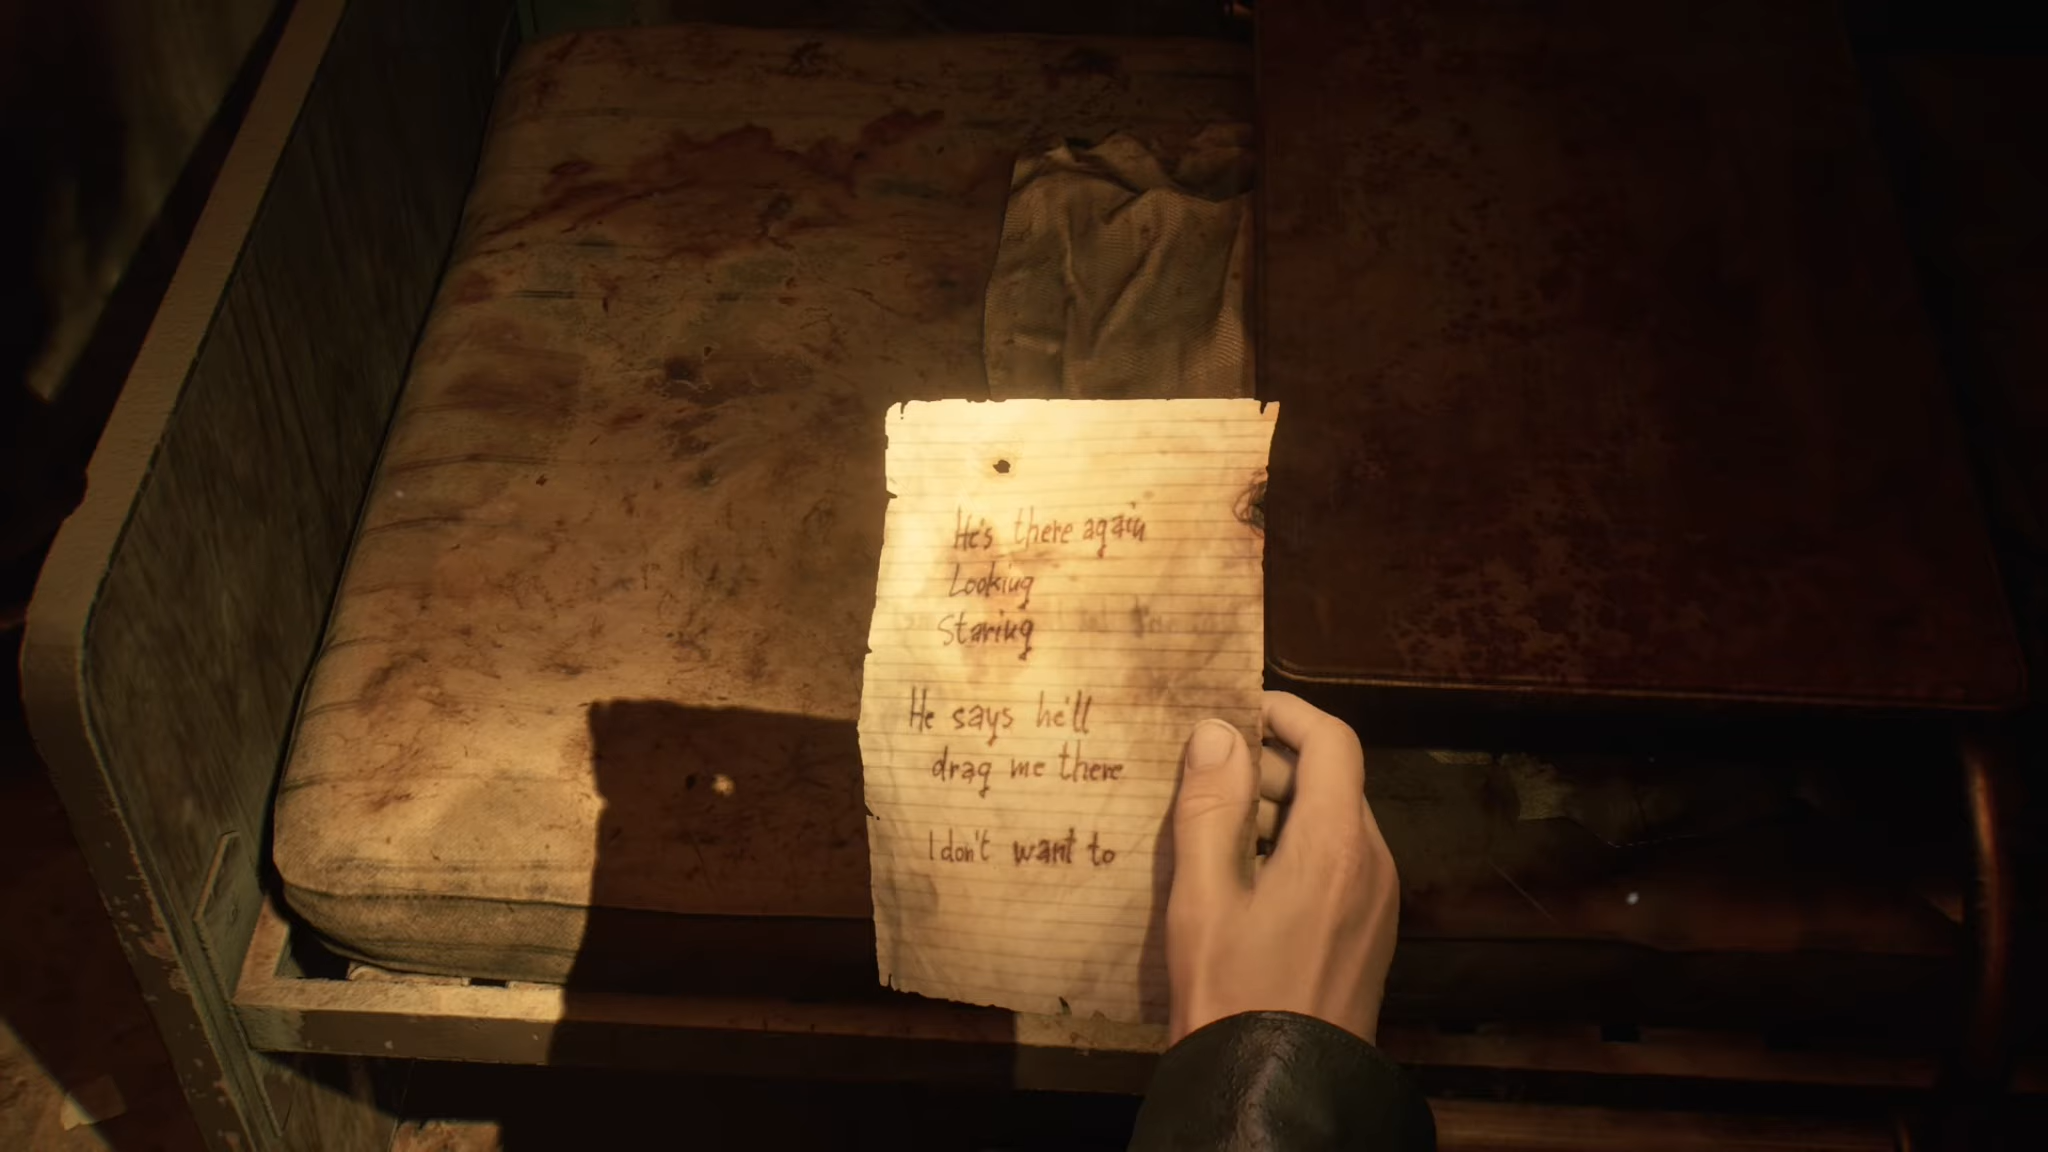 He's there again
Looking
Staring
He says he'll
drag me there
I don't want to